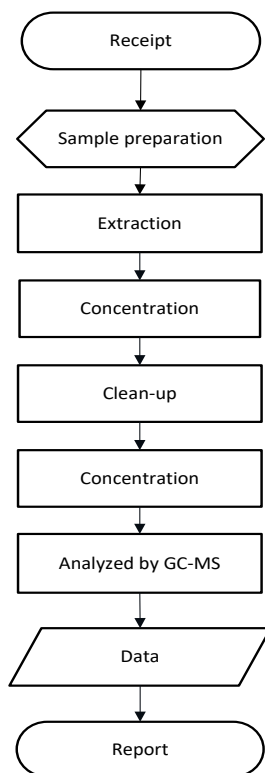 Receipt
Sample preparation
Extraction
Concentration
Clean-up
Concentration
Analyzed by GC-MS
Data
Report